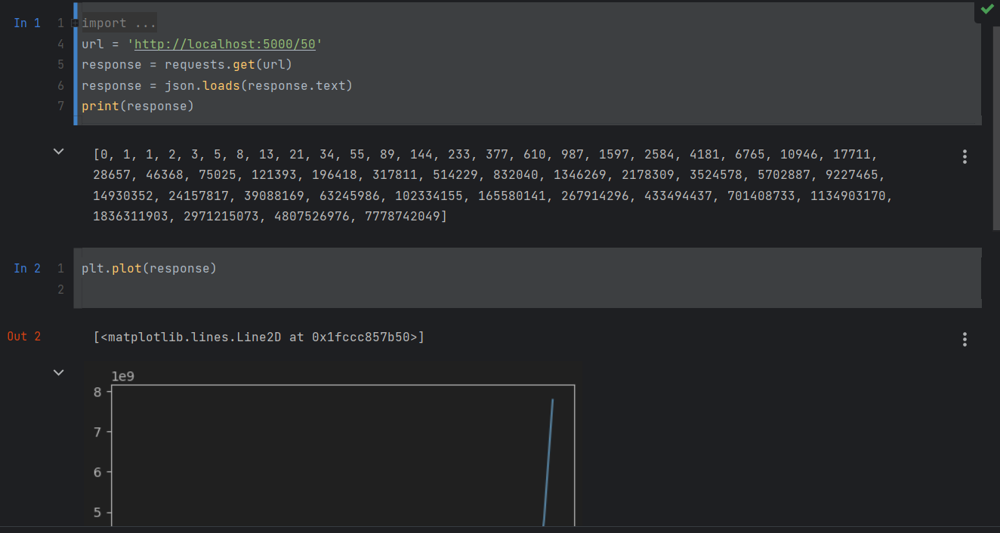 In 1 1 import ...
4 url = 'http://localhost:5000/50'
5 response = requests.get(url)
6 response = json.loads(response.text)
7 print(response)
[0, 1, 1, 2, 3, 5, 8, 13, 21, 34, 55, 89, 144, 233, 377, 610, 987, 1597, 2584, 4181, 6765, 10946, 17711,
28657, 46368, 75025, 121393, 196418, 317811, 514229, 832040, 1346269, 2178309, 3524578, 5702887, 9227465,
14930352, 24157817, 39088169, 63245986, 102334155, 165580141, 267914296, 433494437, 701408733, 1134903170,
1836311903, 2971215073, 4807526976, 7778742049]
In 2 1 plt.plot(response)
2
Out 2 [<matplotlib.lines.Line2D at 0x1fccc857b50>]
1e9
8
7
6
5